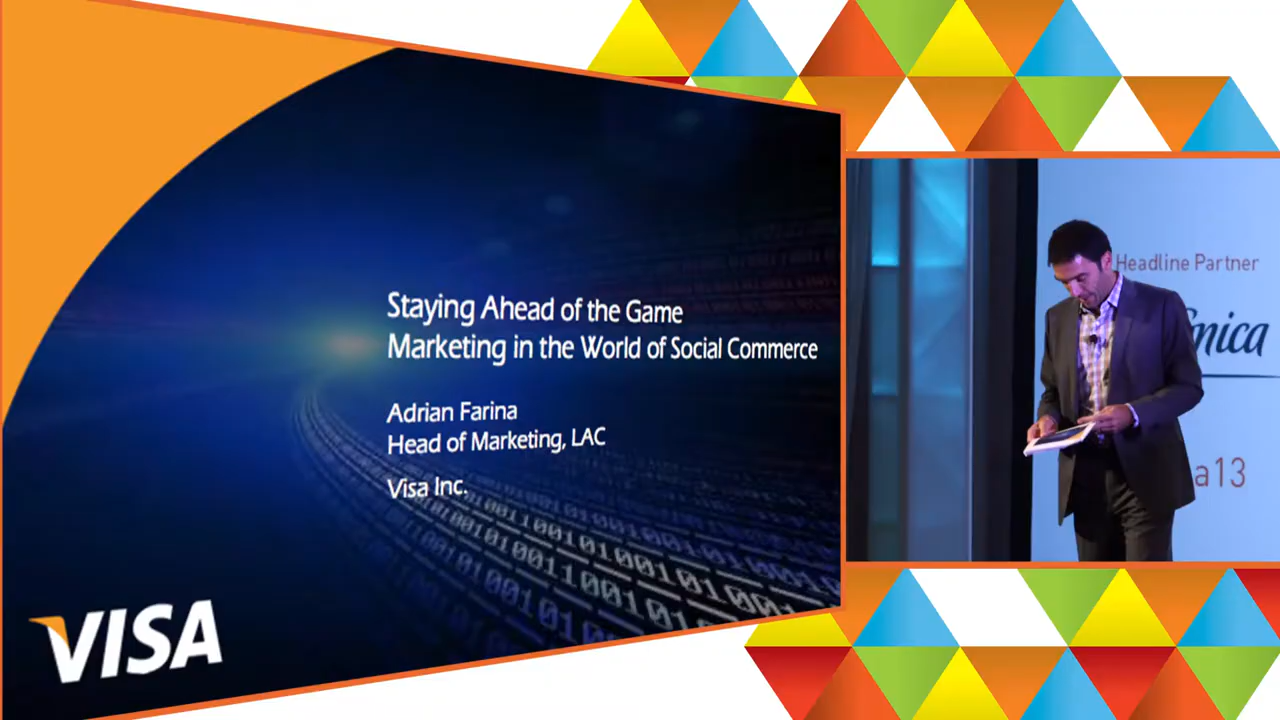 Staying Ahead of the Game
Marketing in the World of Social Commerce
Adrian Farina
Head of Marketing, LAC
Visa Inc.
VISA
Headline Partner
a13